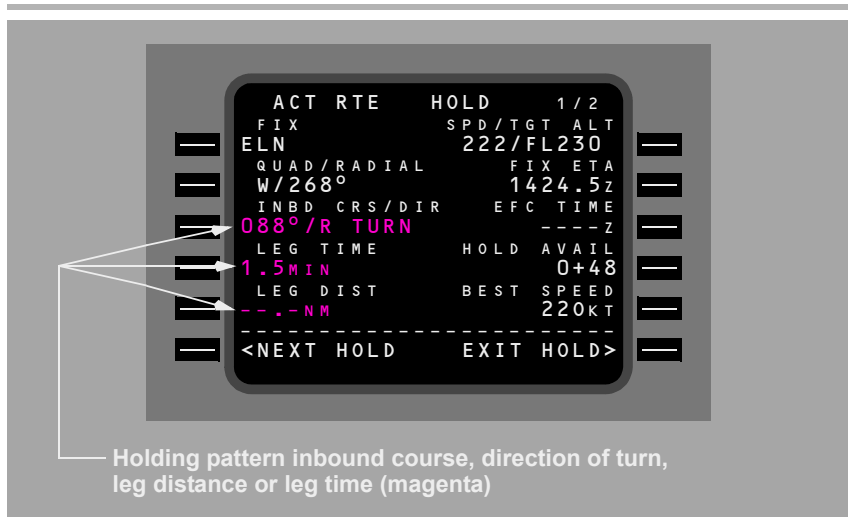 ACT RTE HOLD 1/2
FIX SPD/TGT ALT
ELN 222/FL230
QUAD/RADIAL FIX ETA
W/268° 1424.5z
INBD CRS/DIR EFC TIME
088°/R TURN ----z
LEG TIME HOLD AVAIL
1.5MIN 0+48
LEG DIST BEST SPEED
--.-NM 220KT
------------------------
<NEXT HOLD EXIT HOLD>
Holding pattern inbound course, direction of turn,
leg distance or leg time (magenta)